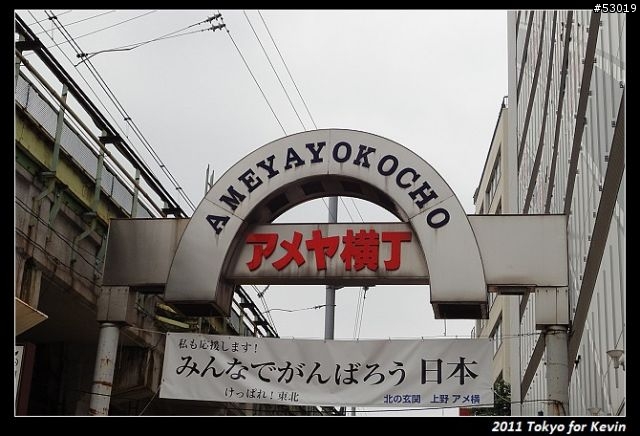 #53019
AMEYAYOKOCHO
アメヤ横丁
私も応援します!
みんなでがんばろう 日本
けっぱれ!東北
北の玄関 上野 アメ横
2011 Tokyo for Kevin